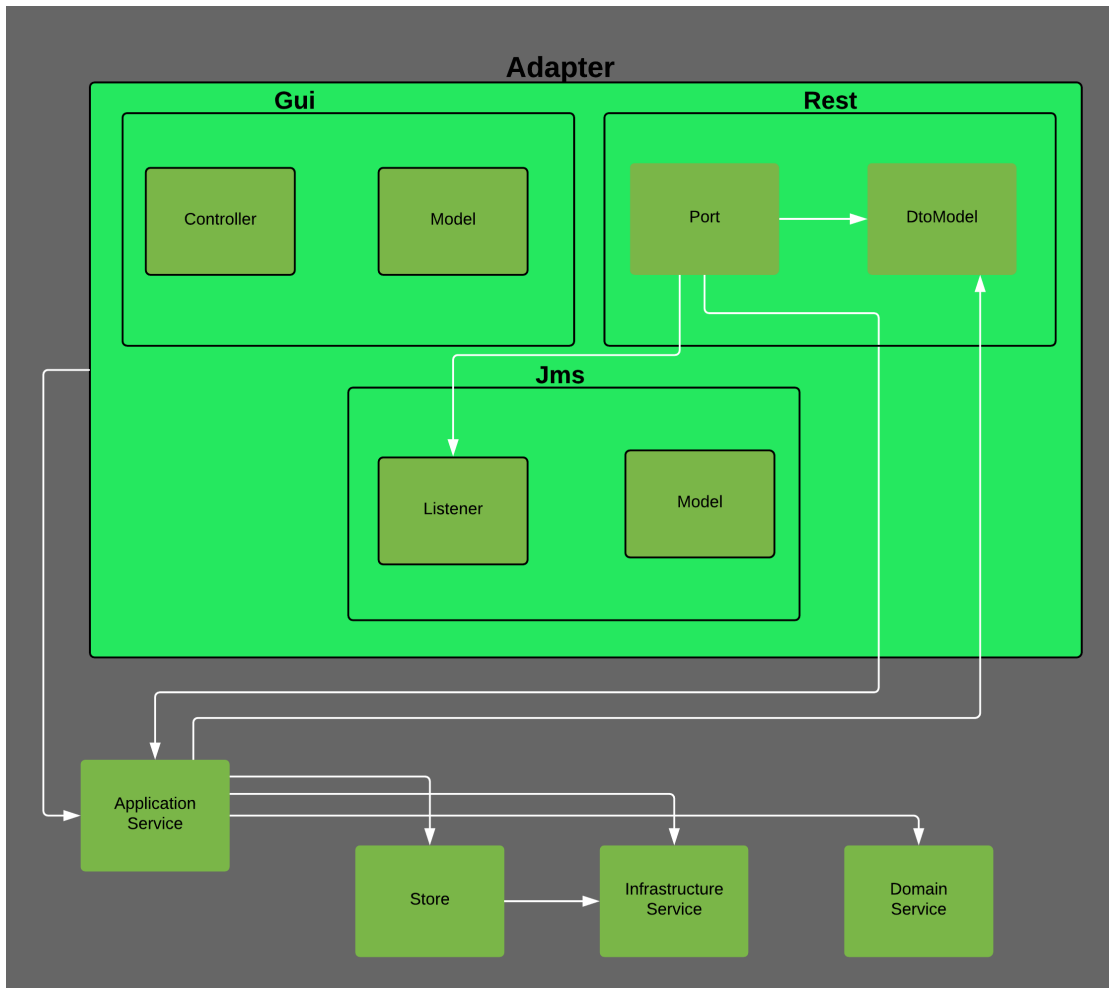 Adapter
Gui
Rest
Controller
Model
Port
DtoModel
Jms
Listener
Model
Application
Service
Store
Infrastructure
Service
Domain
Service